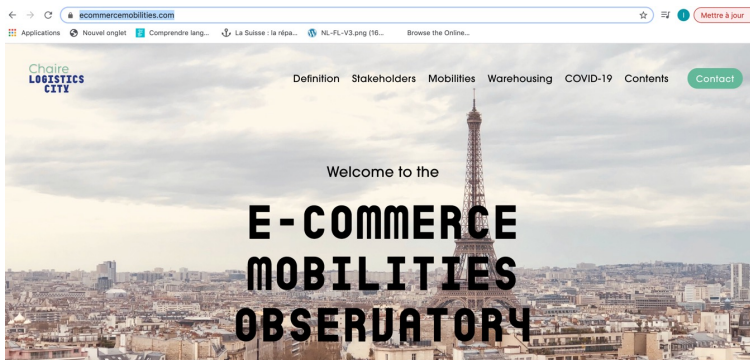 ecommercemobilities.com
Mettre à jour
Applications Nouvel onglet Comprendre lang... La Suisse : la répa... NL-FL-V3.png (16... Browse the Online...
Chaire
LOGISTICS
CITY
Definition Stakeholders Mobilities Warehousing COVID-19 Contents Contact
Welcome to the
E-COMMERCE
MOBILITIES
OBSERVATORY